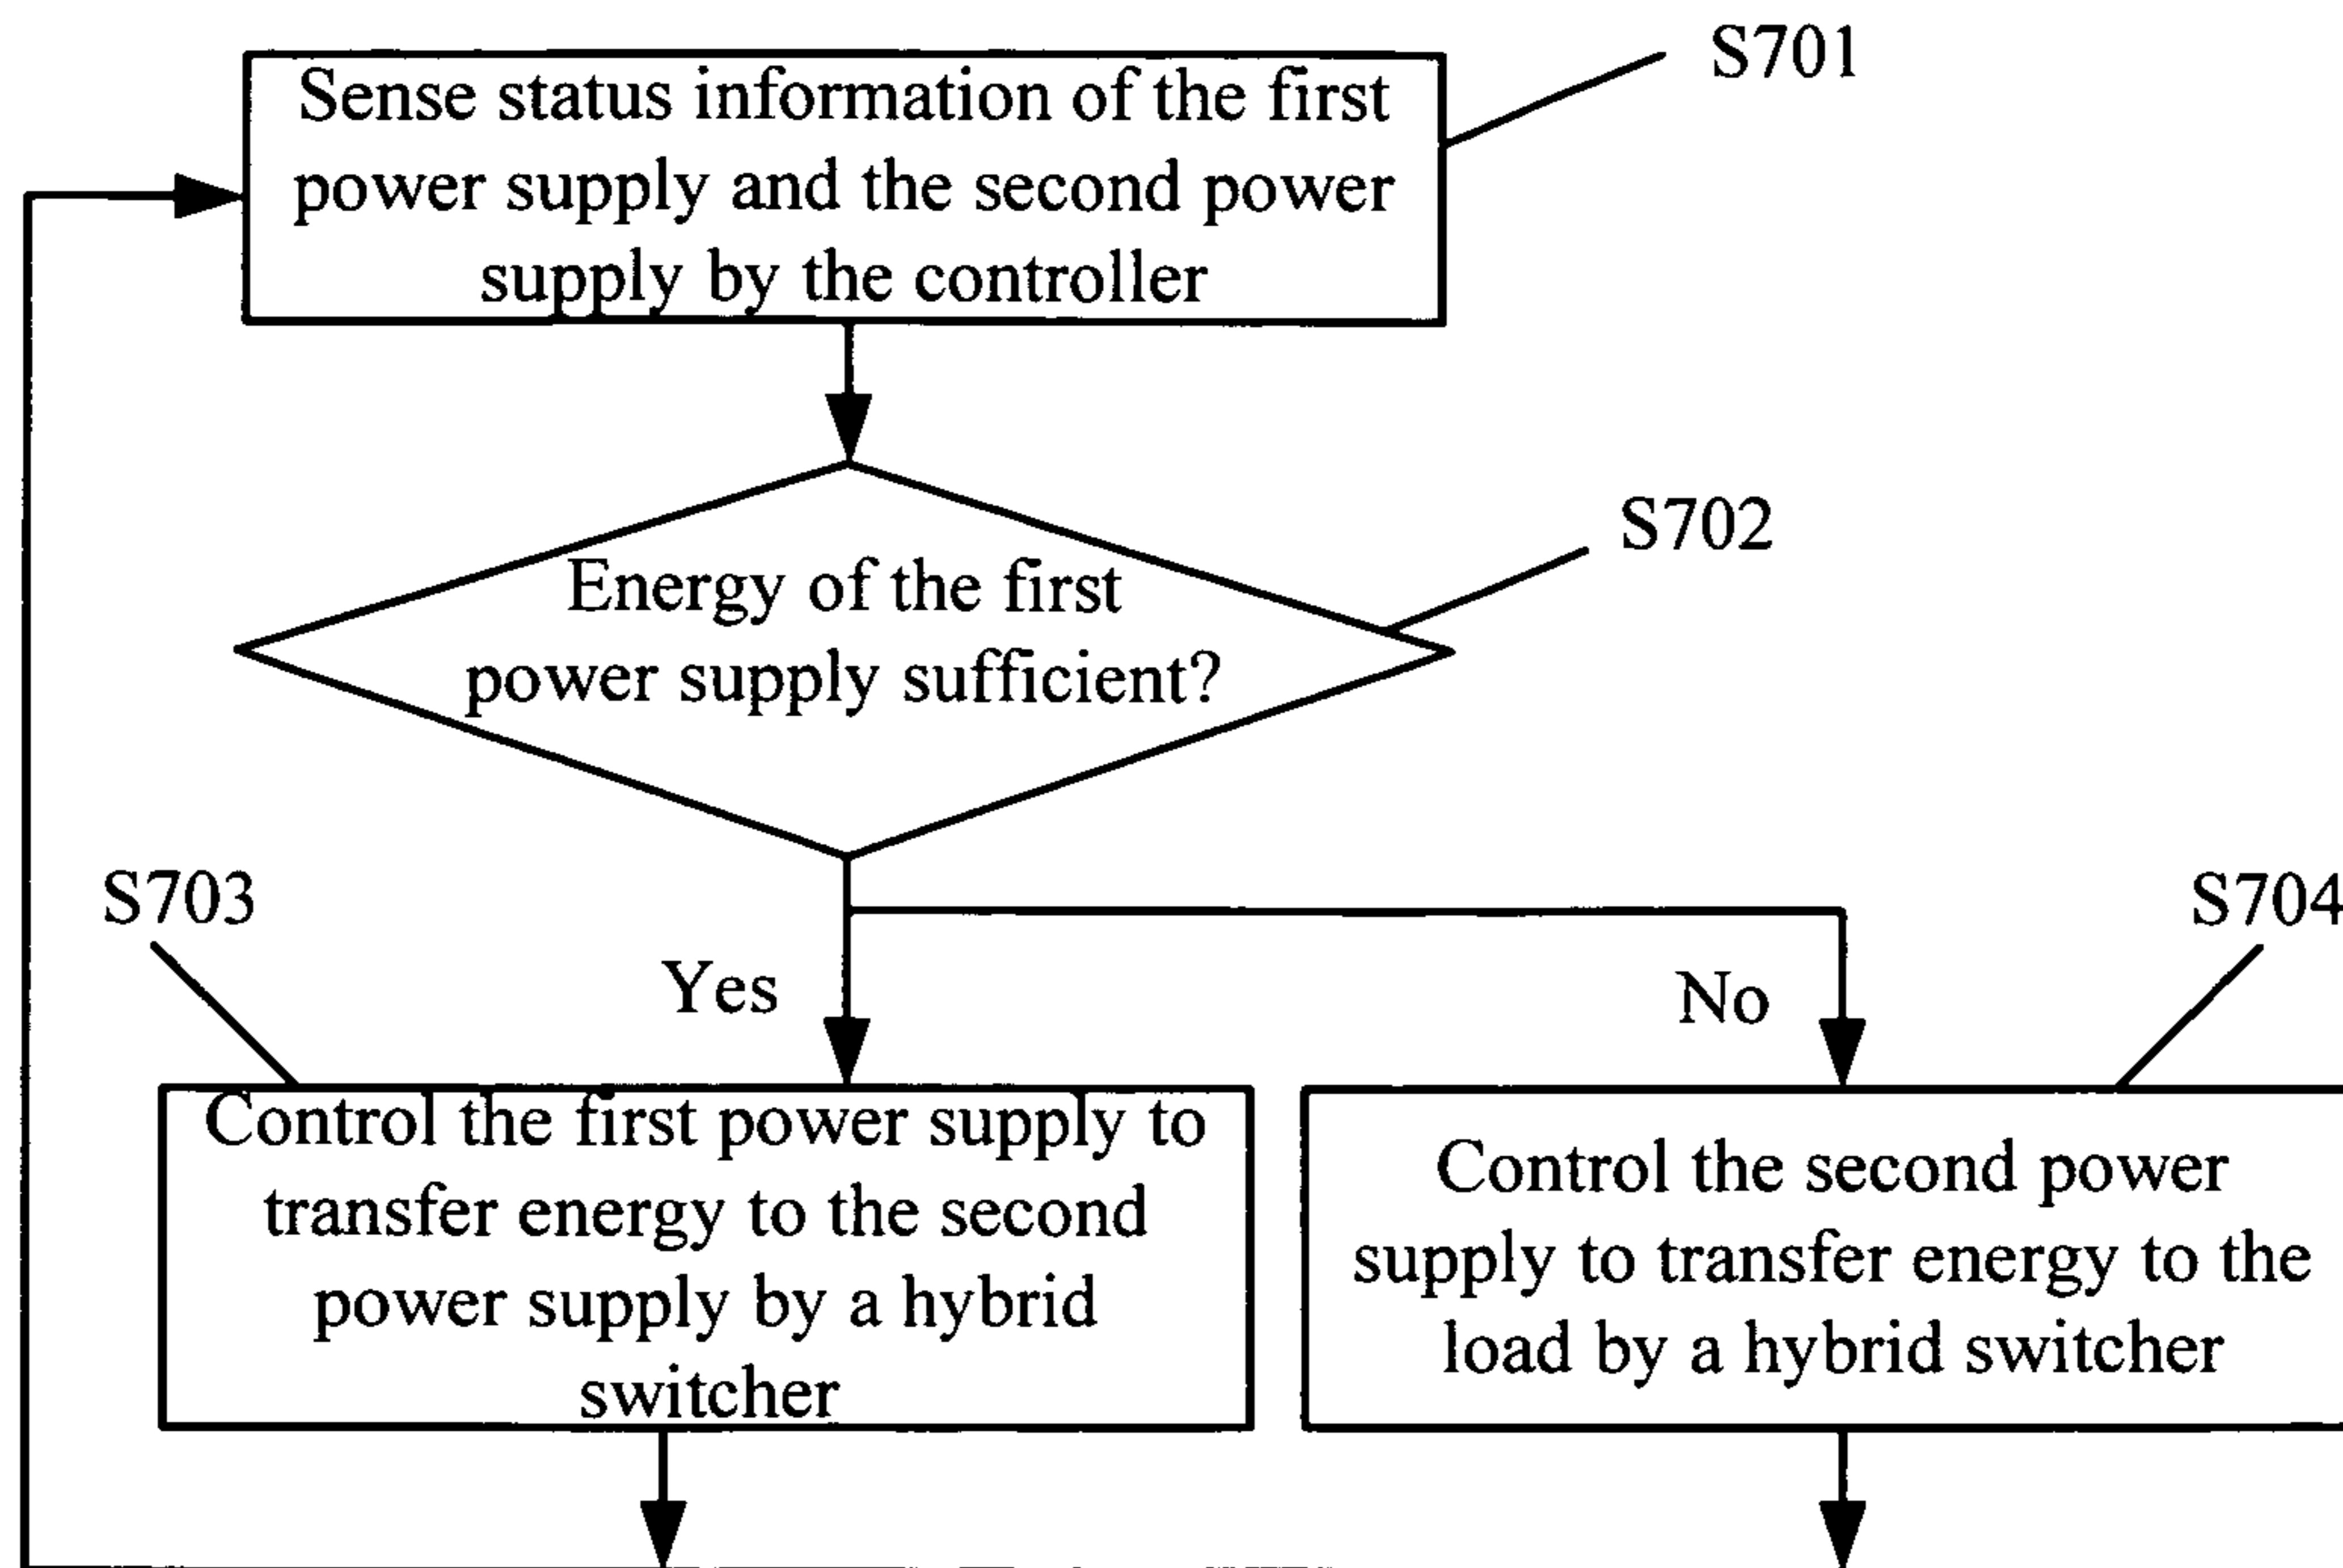 S701
Sense status information of the first
power supply and the second power
supply by the controller
S702
Energy of the first
power supply sufficient?
S703
S704
Yes
No
Control the first power supply to
transfer energy to the second
power supply by a hybrid
switcher
Control the second power
supply to transfer energy to the
load by a hybrid switcher